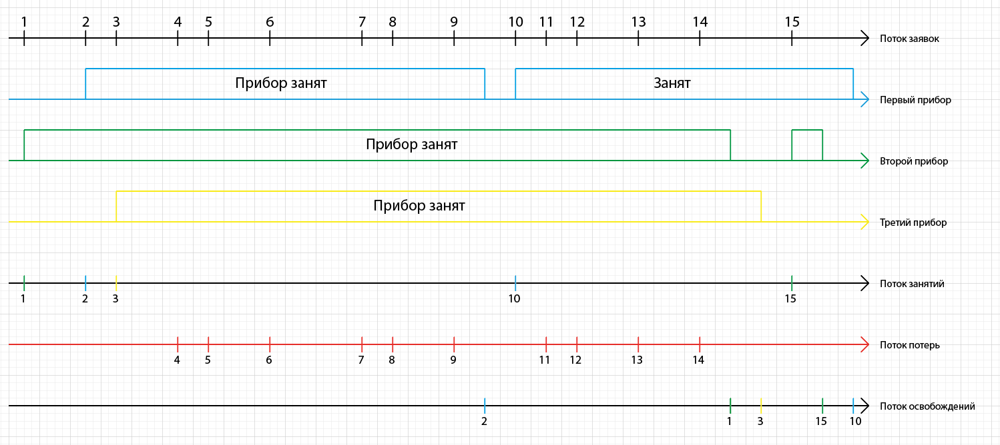 1 2 3 4 5 6 7 8 9 10 11 12 13 14 15
Поток заявок
Прибор занят Занят
Первый прибор
Прибор занят
Второй прибор
Прибор занят
Третий прибор
Поток занятий
1 2 3 10 15
Поток потерь
4 5 6 7 8 9 11 12 13 14
Поток освобождений
2 1 3 15 10